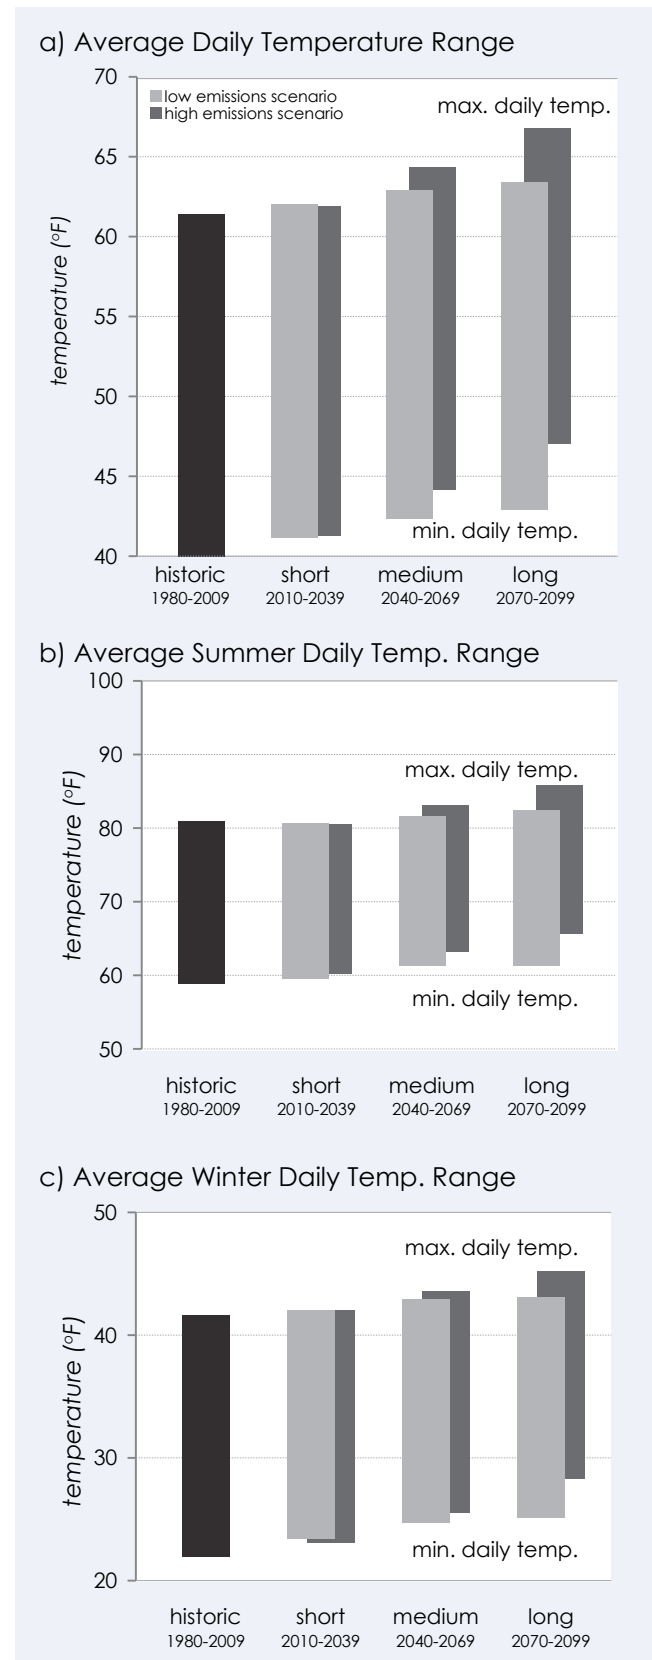 a) Average Daily Temperature Range
70
low emissions scenario
high emissions scenario
max. daily temp.
65
60
55
50
45
40
temperature (°F)
min. daily temp.
historic short medium long
1980-2009 2010-2039 2040-2069 2070-2099
b) Average Summer Daily Temp. Range
100
90
max. daily temp.
80
70
60
50
temperature (°F)
min. daily temp.
historic short medium long
1980-2009 2010-2039 2040-2069 2070-2099
c) Average Winter Daily Temp. Range
50
max. daily temp.
40
30
20
temperature (°F)
min. daily temp.
historic short medium long
1980-2009 2010-2039 2040-2069 2070-2099